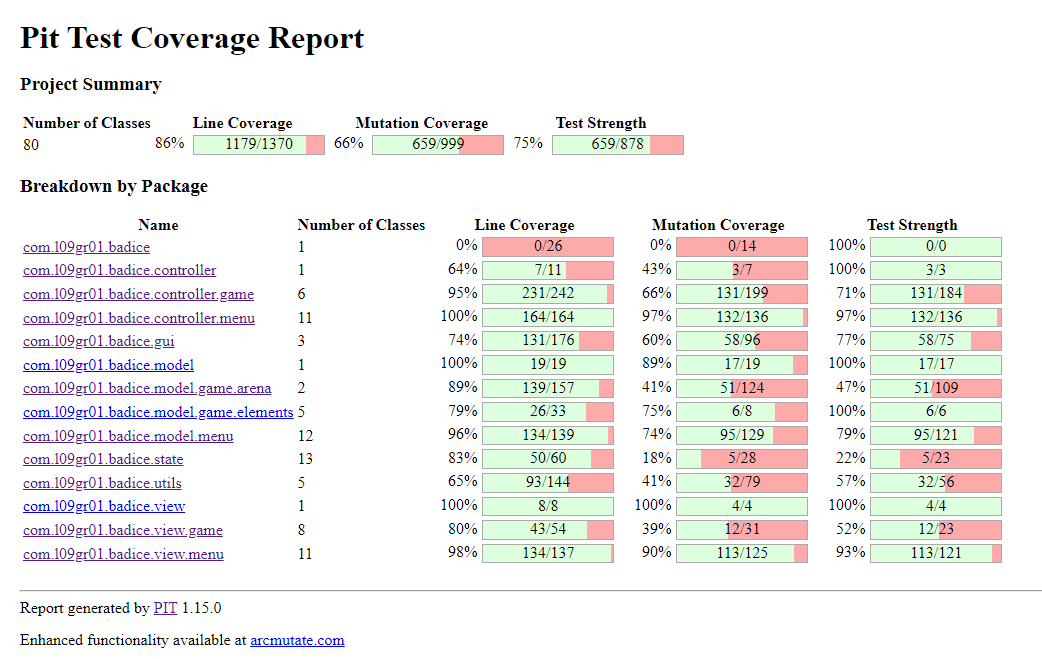 Pit Test Coverage Report
Project Summary
Number of Classes Line Coverage Mutation Coverage Test Strength
80 86% 1179/1370 66% 659/999 75% 659/878
Breakdown by Package
Name Number of Classes Line Coverage Mutation Coverage Test Strength
com.l09gr01.badice 1 0% 0/26 0% 0/14 100% 0/0
com.l09gr01.badice.controller 1 64% 7/11 43% 3/7 100% 3/3
com.l09gr01.badice.controller.game 6 95% 231/242 66% 131/199 71% 131/184
com.l09gr01.badice.controller.menu 11 100% 164/164 97% 132/136 97% 132/136
com.l09gr01.badice.gui 3 74% 131/176 60% 58/96 77% 58/75
com.l09gr01.badice.model 1 100% 19/19 89% 17/19 100% 17/17
com.l09gr01.badice.model.game.arena 2 89% 139/157 41% 51/124 47% 51/109
com.l09gr01.badice.model.game.elements 5 79% 26/33 75% 6/8 100% 6/6
com.l09gr01.badice.model.menu 12 96% 134/139 74% 95/129 79% 95/121
com.l09gr01.badice.state 13 83% 50/60 18% 5/28 22% 5/23
com.l09gr01.badice.utils 5 65% 93/144 41% 32/79 57% 32/56
com.l09gr01.badice.view 1 100% 8/8 100% 4/4 100% 4/4
com.l09gr01.badice.view.game 8 80% 43/54 39% 12/31 52% 12/23
com.l09gr01.badice.view.menu 11 98% 134/137 90% 113/125 93% 113/121
Report generated by PIT 1.15.0
Enhanced functionality available at arcmutate.com